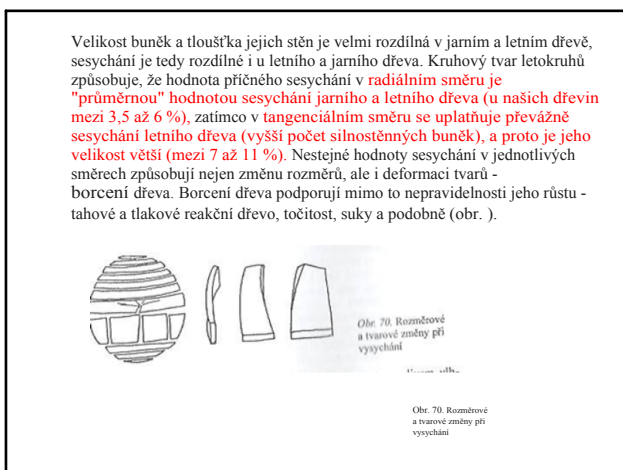 Velikost buněk a tloušťka jejich stěn je velmi rozdílná v jarním a letním dřevě,
sesychání je tedy rozdílné i u letního a jarního dřeva. Kruhový tvar letokruhů
způsobuje, že hodnota příčného sesychání v radiálním směru je
"průměrnou" hodnotou sesychání jarního a letního dřeva (u našich dřevin
mezi 3,5 až 6 %), zatímco v tangenciálním směru se uplatňuje převážně
sesychání letního dřeva (vyšší počet silnostěnných buněk), a proto je jeho
velikost větší (mezi 7 až 11 %). Nestejné hodnoty sesychání v jednotlivých
směrech způsobují nejen změnu rozměrů, ale i deformaci tvarů -
borcení dřeva. Borcení dřeva podporují mimo to nepravidelnosti jeho růstu -
tahové a tlakové reakční dřevo, točitost, suky a podobně (obr. ).
Obr. 70. Rozměrové
a tvarové změny při
vysychání
Obr. 70. Rozměrové
a tvarové změny při
vysychání